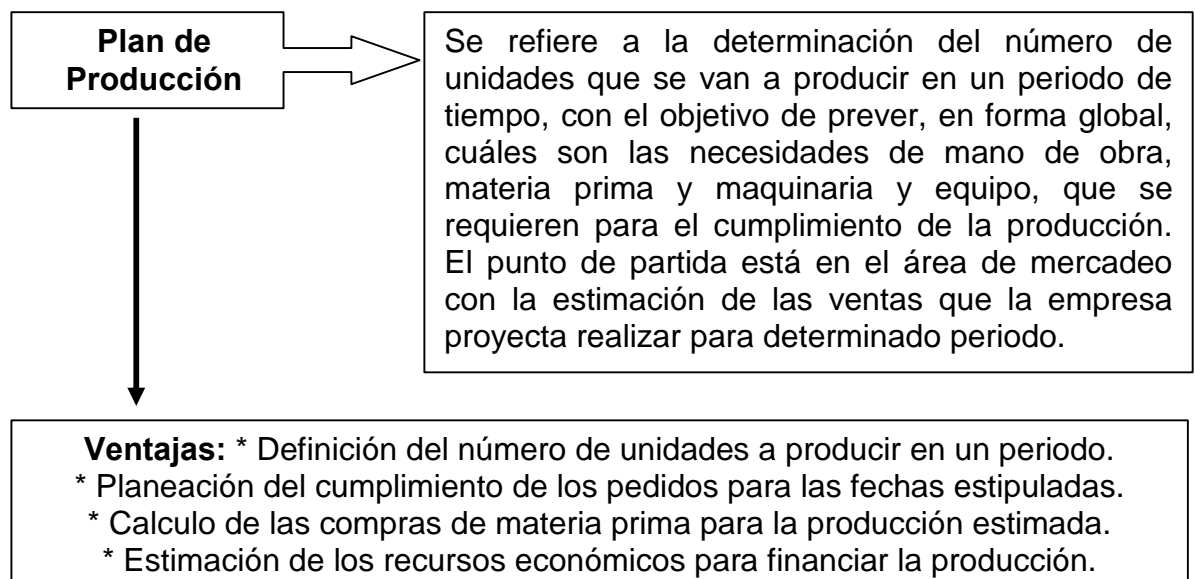 Plan de
Producción
Se refiere a la determinación del número de
unidades que se van a producir en un periodo de
tiempo, con el objetivo de prever, en forma global,
cuáles son las necesidades de mano de obra,
materia prima y maquinaria y equipo, que se
requieren para el cumplimiento de la producción.
El punto de partida está en el área de mercadeo
con la estimación de las ventas que la empresa
proyecta realizar para determinado periodo.
Ventajas: * Definición del número de unidades a producir en un periodo.
* Planeación del cumplimiento de los pedidos para las fechas estipuladas.
* Calculo de las compras de materia prima para la producción estimada.
* Estimación de los recursos económicos para financiar la producción.